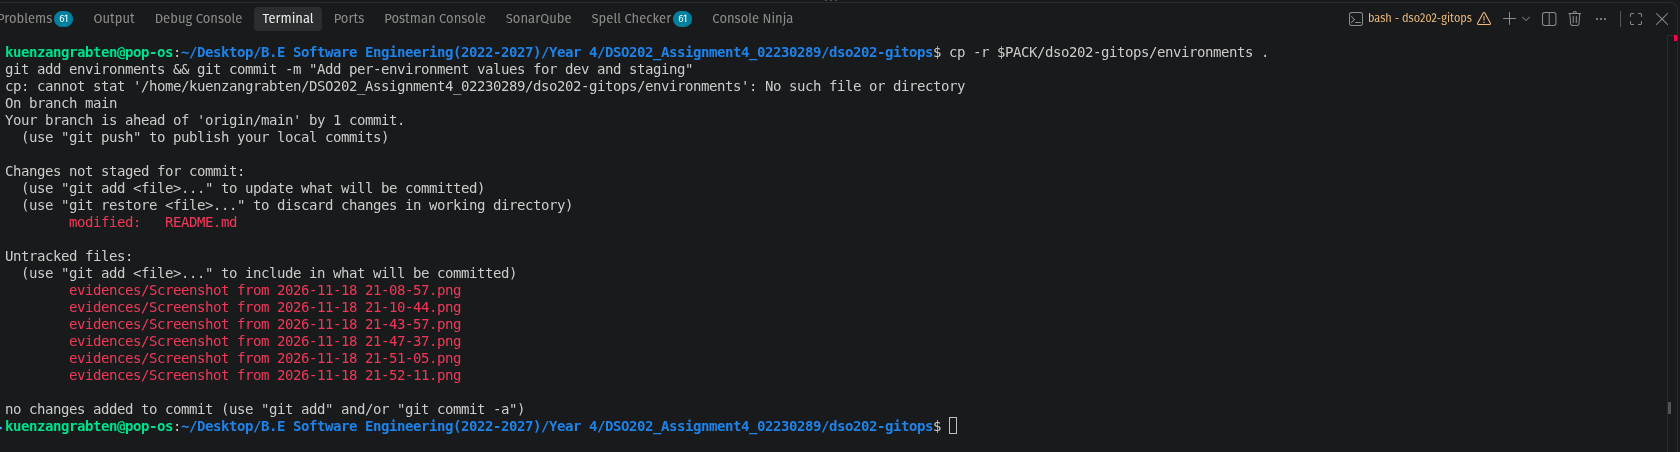 Problems 61 Output Debug Console Terminal Ports Postman Console SonarQube Spell Checker 61 Console Ninja bash - dso202-gitops
kuenzangrabten@pop-os:~/Desktop/B.E Software Engineering(2022-2027)/Year 4/DSO202_Assignment4_02230289/dso202-gitops$ cp -r $PACK/dso202-gitops/environments .
git add environments && git commit -m "Add per-environment values for dev and staging"
cp: cannot stat '/home/kuenzangrabten/DSO202_Assignment4_02230289/dso202-gitops/environments': No such file or directory
On branch main
Your branch is ahead of 'origin/main' by 1 commit.
  (use "git push" to publish your local commits)
Changes not staged for commit:
  (use "git add <file>..." to update what will be committed)
  (use "git restore <file>..." to discard changes in working directory)
        modified:   README.md
Untracked files:
  (use "git add <file>..." to include in what will be committed)
        evidences/Screenshot from 2026-11-18 21-08-57.png
        evidences/Screenshot from 2026-11-18 21-10-44.png
        evidences/Screenshot from 2026-11-18 21-43-57.png
        evidences/Screenshot from 2026-11-18 21-47-37.png
        evidences/Screenshot from 2026-11-18 21-51-05.png
        evidences/Screenshot from 2026-11-18 21-52-11.png
no changes added to commit (use "git add" and/or "git commit -a")
kuenzangrabten@pop-os:~/Desktop/B.E Software Engineering(2022-2027)/Year 4/DSO202_Assignment4_02230289/dso202-gitops$